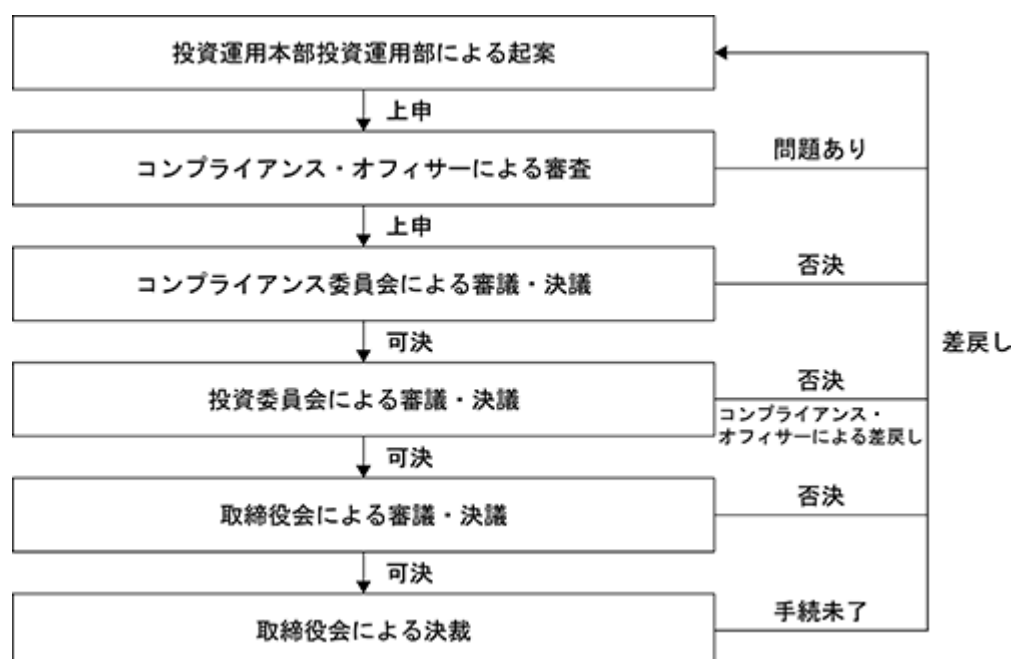 投資運用本部投資運用部による起案
上申
コンプライアンス・オフィサーによる審査
問題あり
上申
コンプライアンス委員会による審議・決議
否決
可決
差戻し
投資委員会による審議・決議
否決
コンプライアンス・
オフィサーによる差戻し
可決
取締役会による審議・決議
否決
可決
取締役会による決裁
手続未了